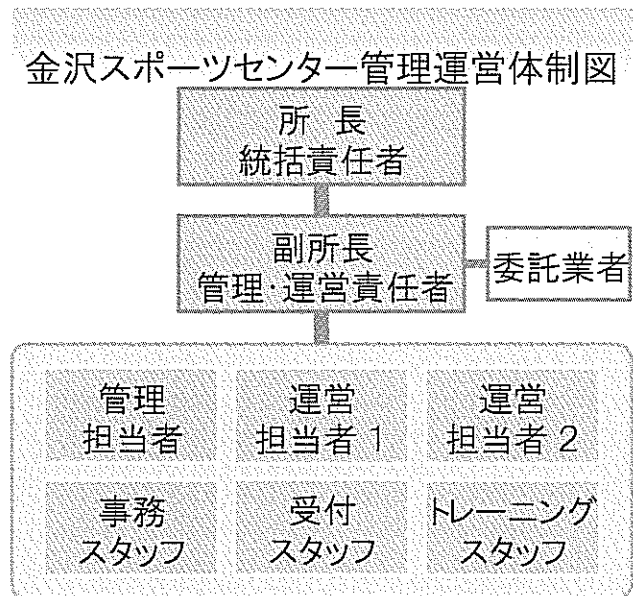 金沢スポーツセンター管理運営体制図
所 長
統括責任者
副所長
管理・運営責任者
委託業者
管理
担当者
運営
担当者 1
運営
担当者 2
事務
スタッフ
受付
スタッフ
トレーニング
スタッフ